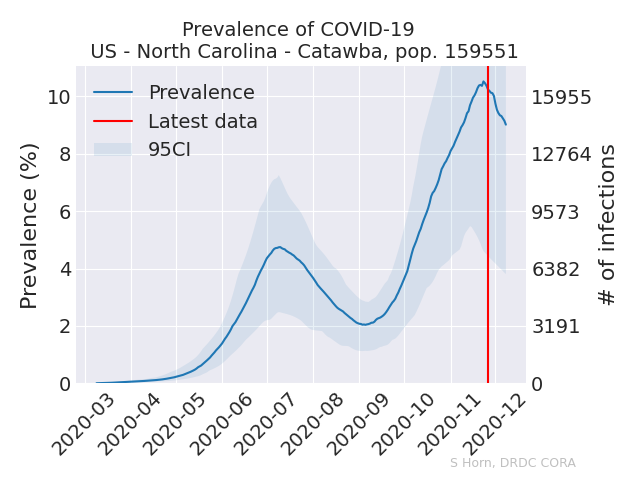 Prevalence of COVID-19
US - North Carolina - Catawba, pop. 159551
Prevalence
Latest data
95CI
Prevalence (%)
10
8
6
4
2
0
15955
12764
9573
6382
3191
0
# of infections
2020-03
2020-04
2020-05
2020-06
2020-07
2020-08
2020-09
2020-10
2020-11
2020-12
S Horn, DRDC CORA